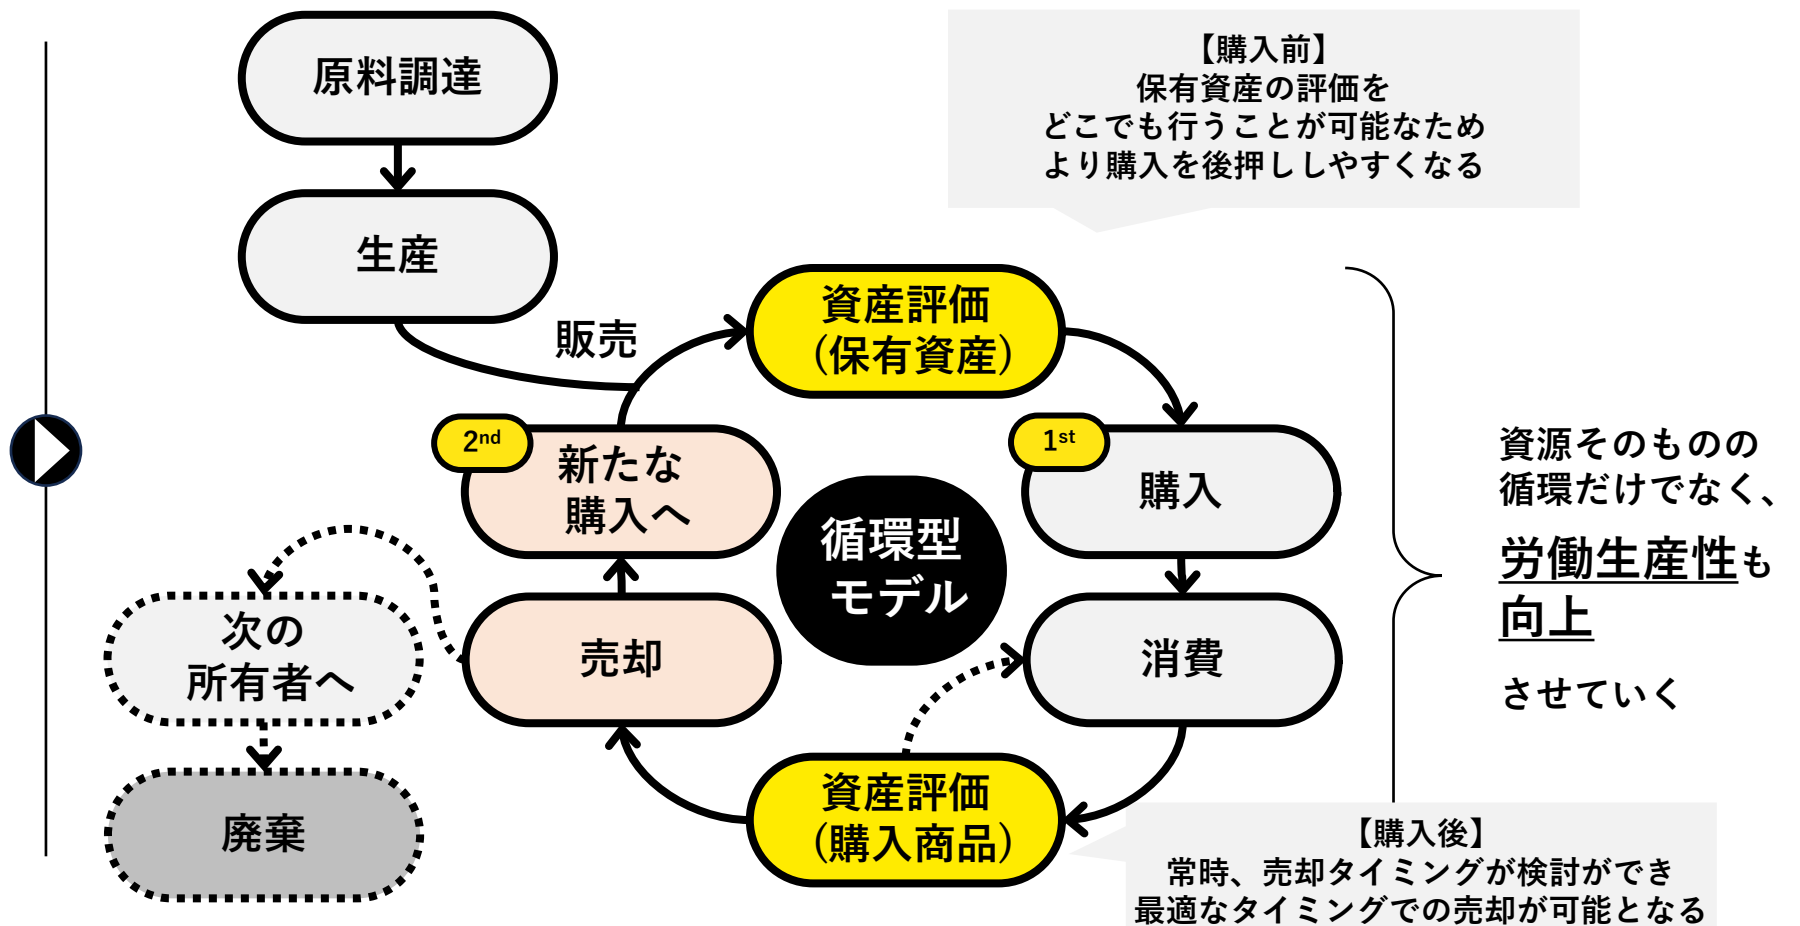 原料調達
生産
販売
【購入前】
保有資産の評価を
どこでも行うことが可能なため
より購入を後押ししやすくなる
資産評価
（保有資産）
2nd
新たな
購入へ
1st
購入
循環型
モデル
売却
消費
次の
所有者へ
廃棄
資産評価
（購入商品）
【購入後】
常時、売却タイミングが検討ができ
最適なタイミングでの売却が可能となる
資源そのものの
循環だけでなく、
労働生産性も
向上
させていく